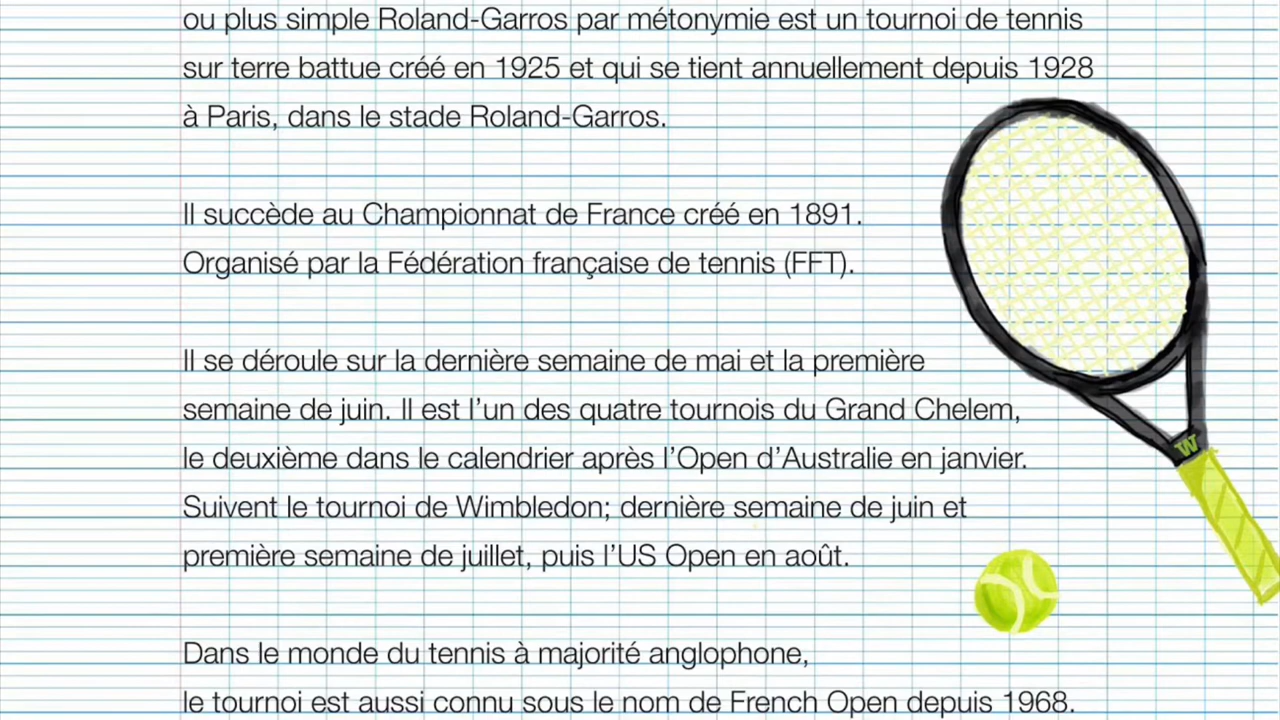 ou plus simple Roland-Garros par métonymie est un tournoi de tennis
sur terre battue créé en 1925 et qui se tient annuellement depuis 1928
à Paris, dans le stade Roland-Garros.
Il succède au Championnat de France créé en 1891.
Organisé par la Fédération française de tennis (FFT).
Il se déroule sur la dernière semaine de mai et la première
semaine de juin. Il est l’un des quatre tournois du Grand Chelem,
le deuxième dans le calendrier après l’Open d’Australie en janvier.
Suivent le tournoi de Wimbledon; dernière semaine de juin et
première semaine de juillet, puis l’US Open en août.
Dans le monde du tennis à majorité anglophone,
le tournoi est aussi connu sous le nom de French Open depuis 1968.
W